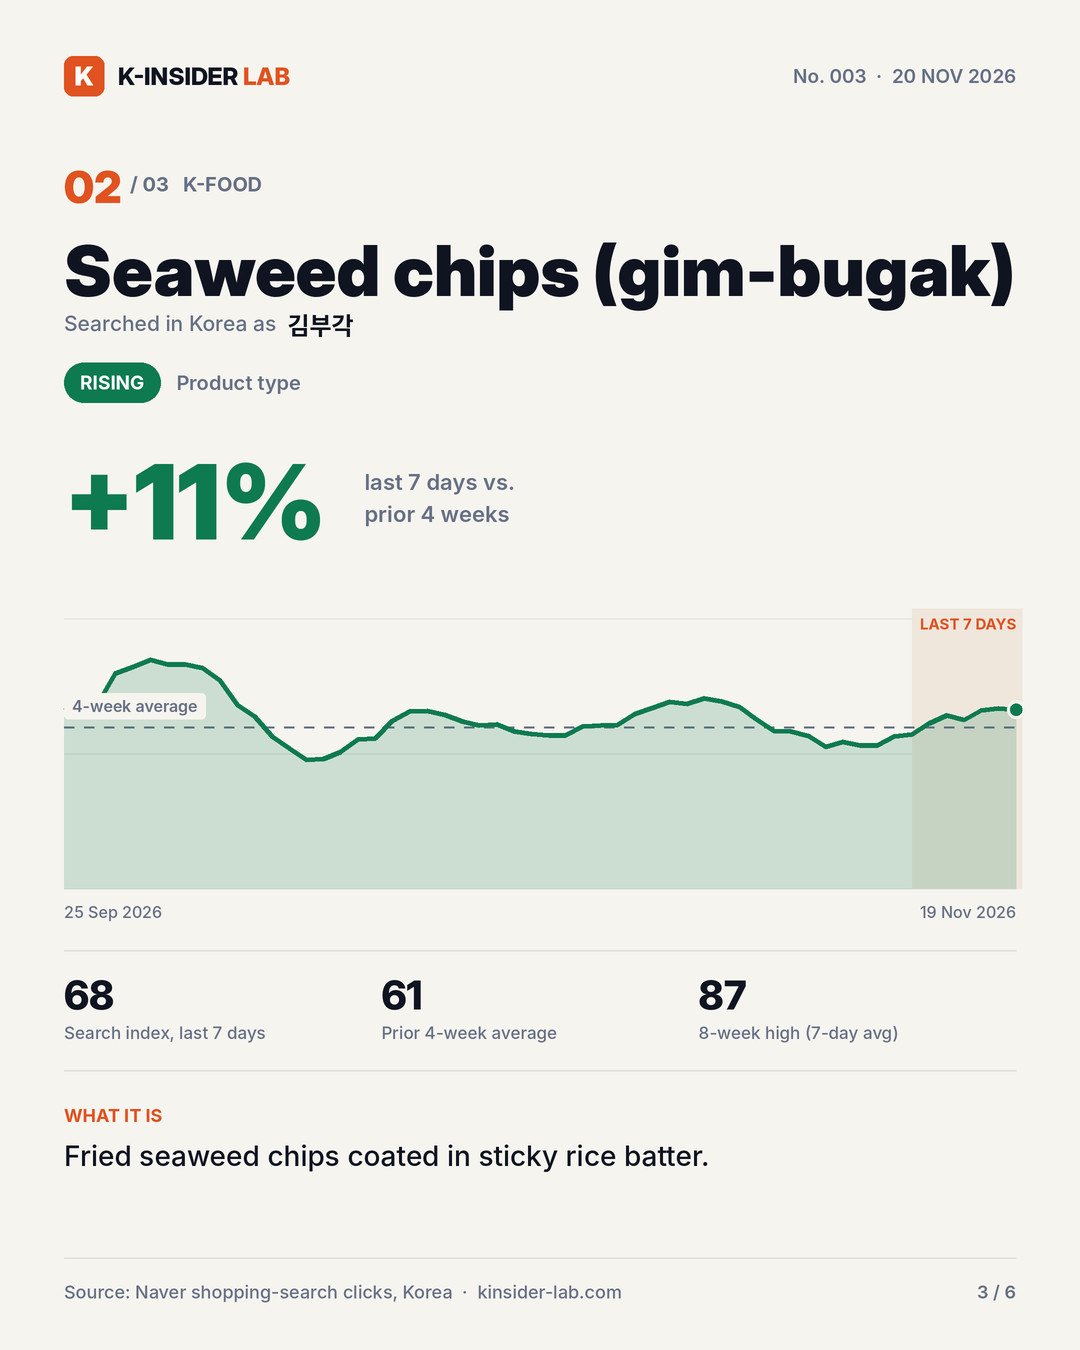 K K-INSIDER LAB
No. 003 · 20 NOV 2026
02 / 03 K-FOOD
Seaweed chips (gim-bugak)
Searched in Korea as 김부각
RISING Product type
+11%
last 7 days vs.
prior 4 weeks
LAST 7 DAYS
4-week average
25 Sep 2026
19 Nov 2026
68
Search index, last 7 days
61
Prior 4-week average
87
8-week high (7-day avg)
WHAT IT IS
Fried seaweed chips coated in sticky rice batter.
Source: Naver shopping-search clicks, Korea · kinsider-lab.com
3 / 6